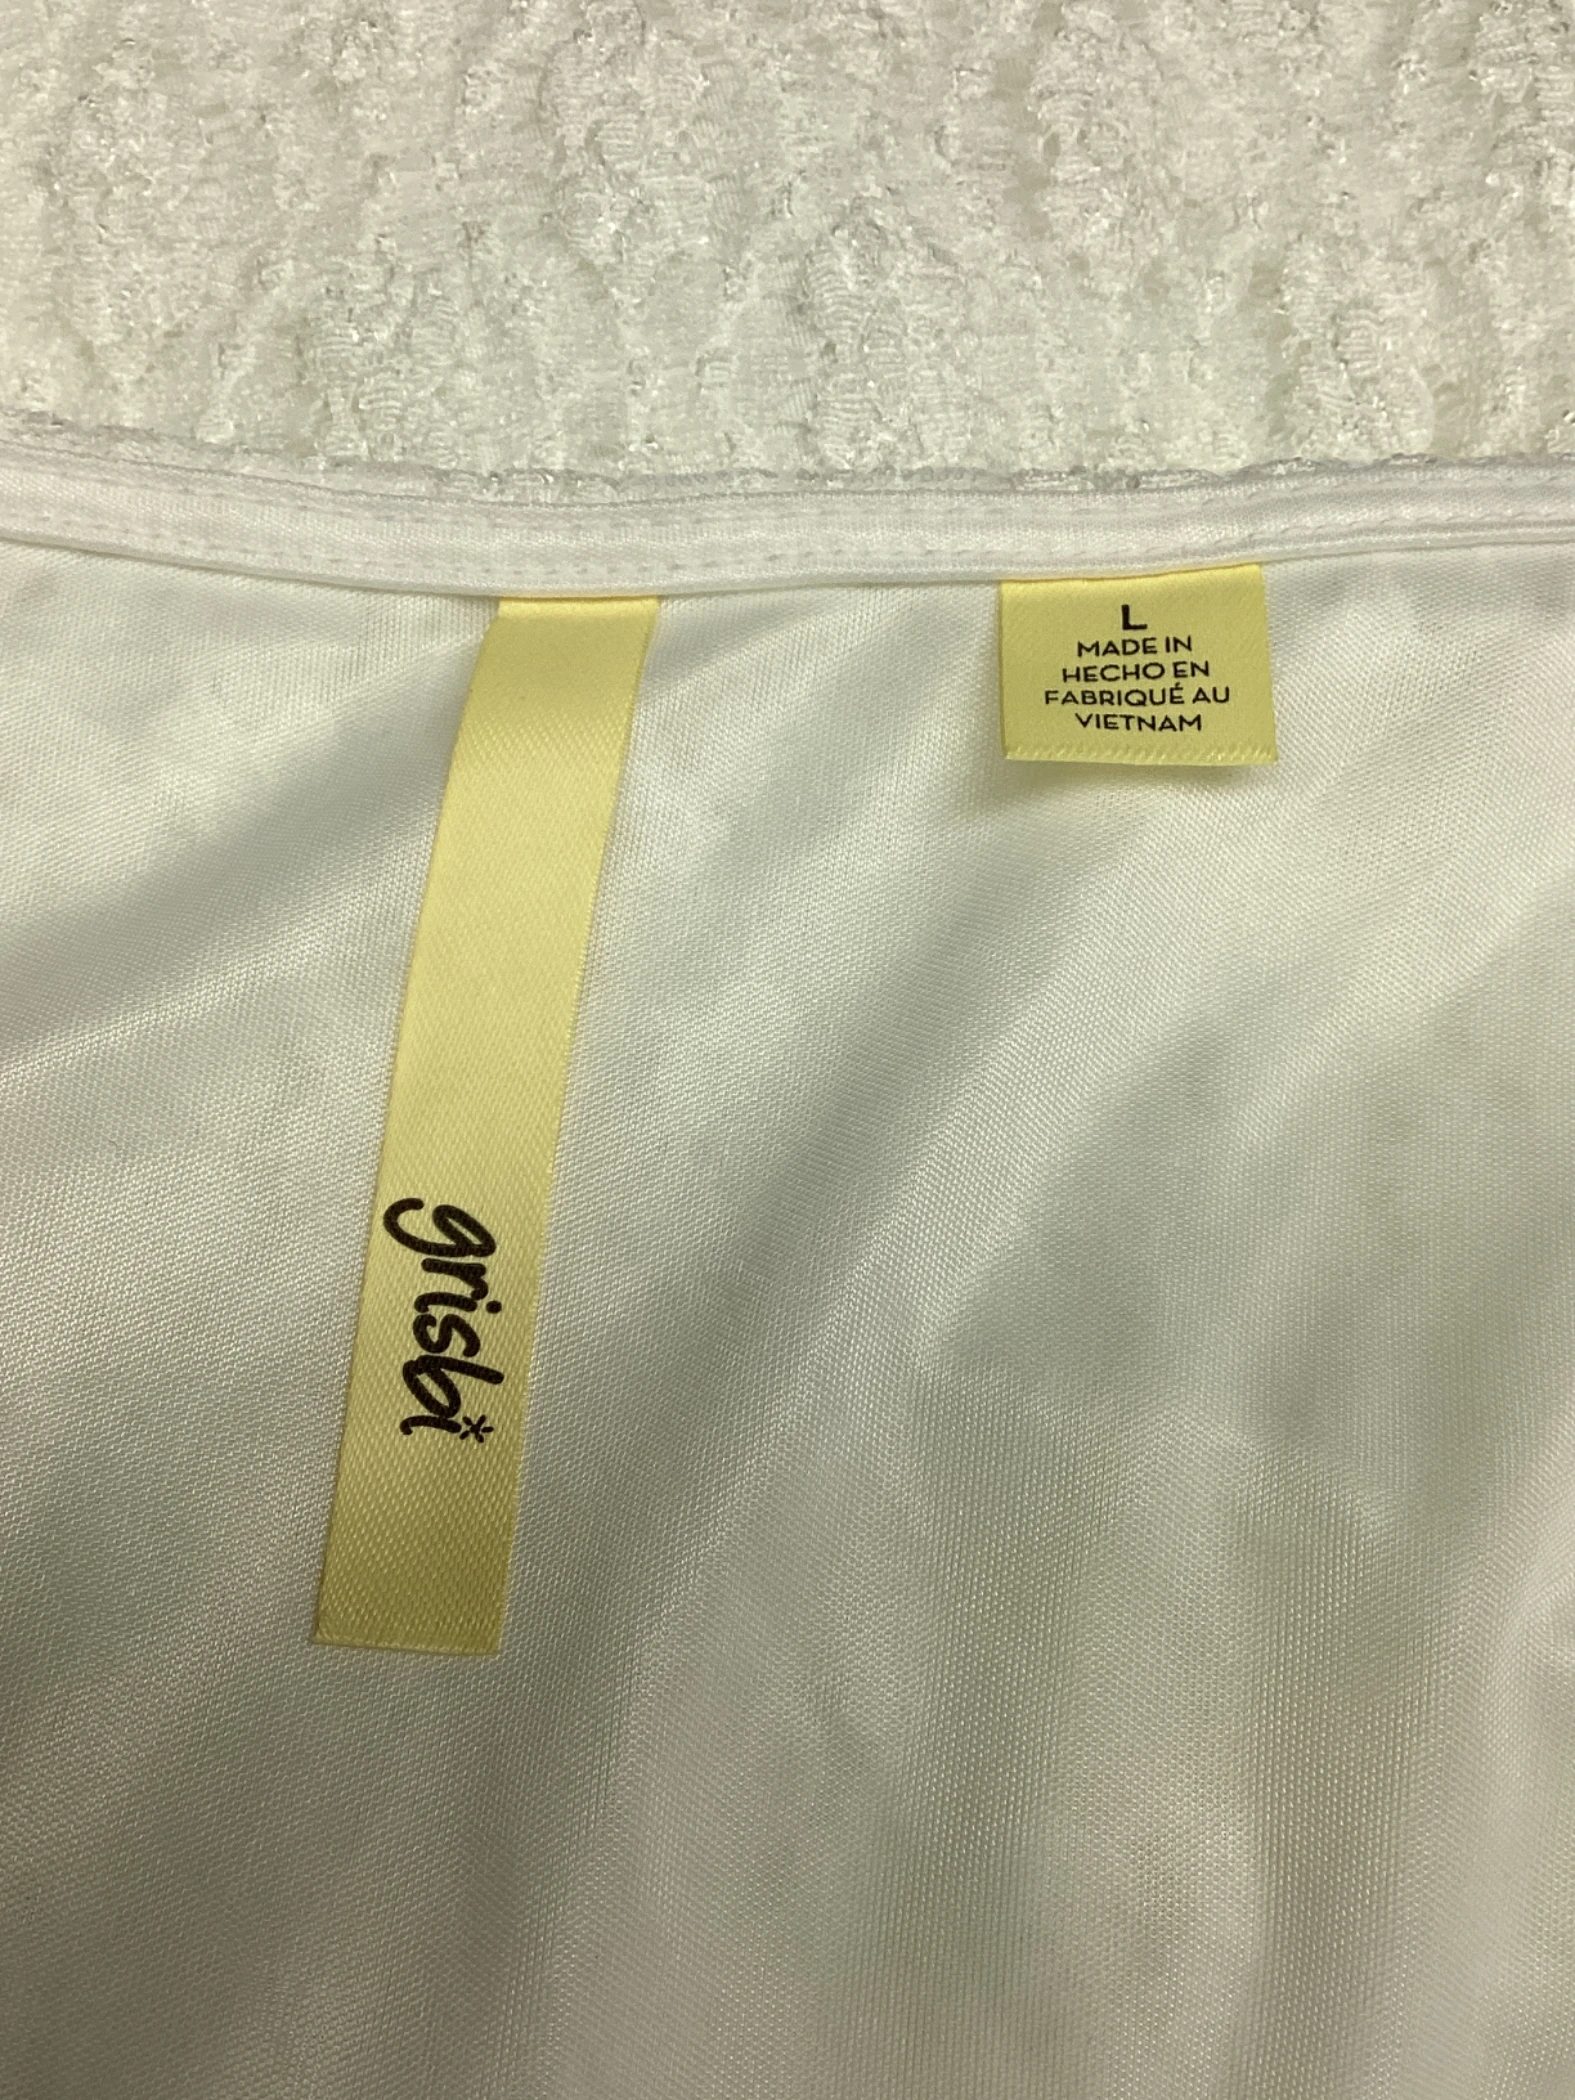 L
MADE IN
HECHO EN
FABRIQUÉ AU
VIETNAM
grisbi